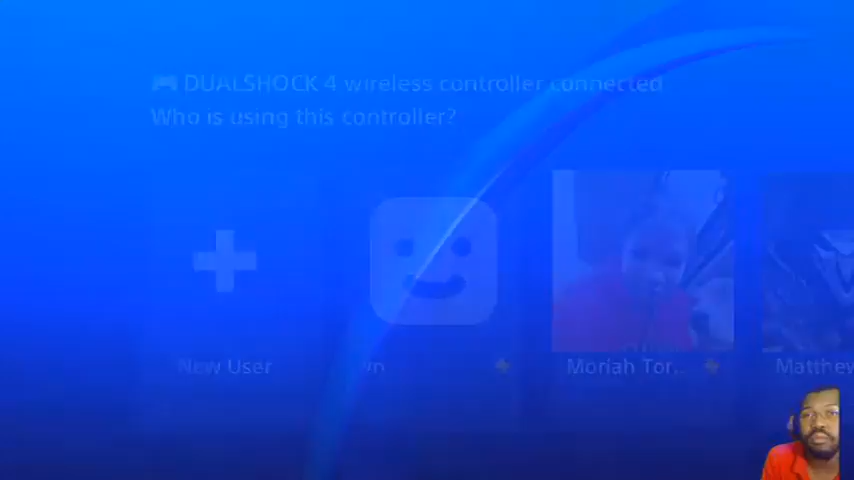 DUALSHOCK 4 wireless controller connected
Who is using this controller?
New User
Moriah Tor...
Matthew